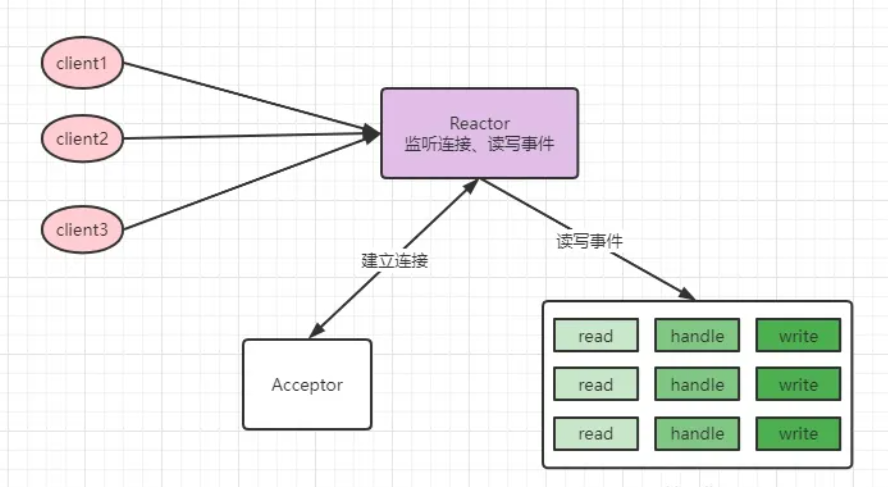 client1
client2
client3
Reactor
监听连接、读写事件
建立连接
读写事件
Acceptor
read handle write
read handle write
read handle write